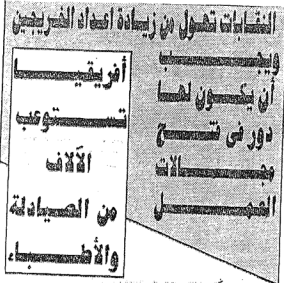 النقابات تهول من زيادة اعداد الخريجين
ويجب
أن يكون لها
دور فى فتح
مجالات
العمل
أفريقيا
تستوعب
الآلاف
من الصيادلة
والأطباء